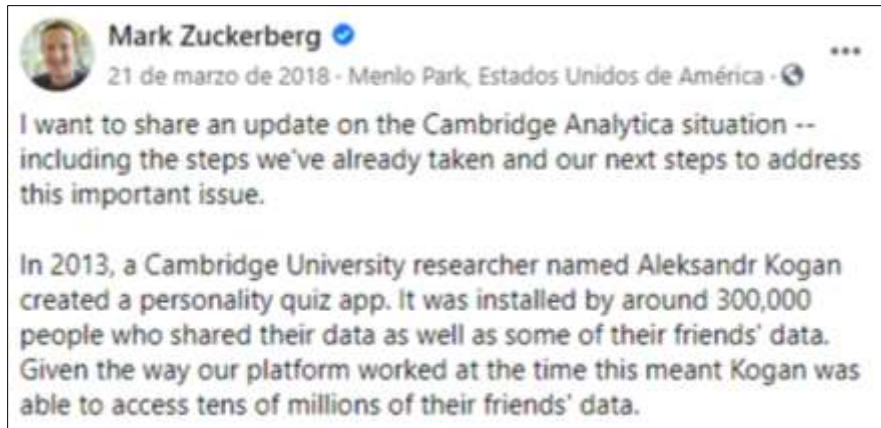 Mark Zuckerberg
21 de marzo de 2018 · Menlo Park, Estados Unidos de América ·
I want to share an update on the Cambridge Analytica situation --
including the steps we've already taken and our next steps to address
this important issue.
In 2013, a Cambridge University researcher named Aleksandr Kogan
created a personality quiz app. It was installed by around 300,000
people who shared their data as well as some of their friends' data.
Given the way our platform worked at the time this meant Kogan was
able to access tens of millions of their friends' data.